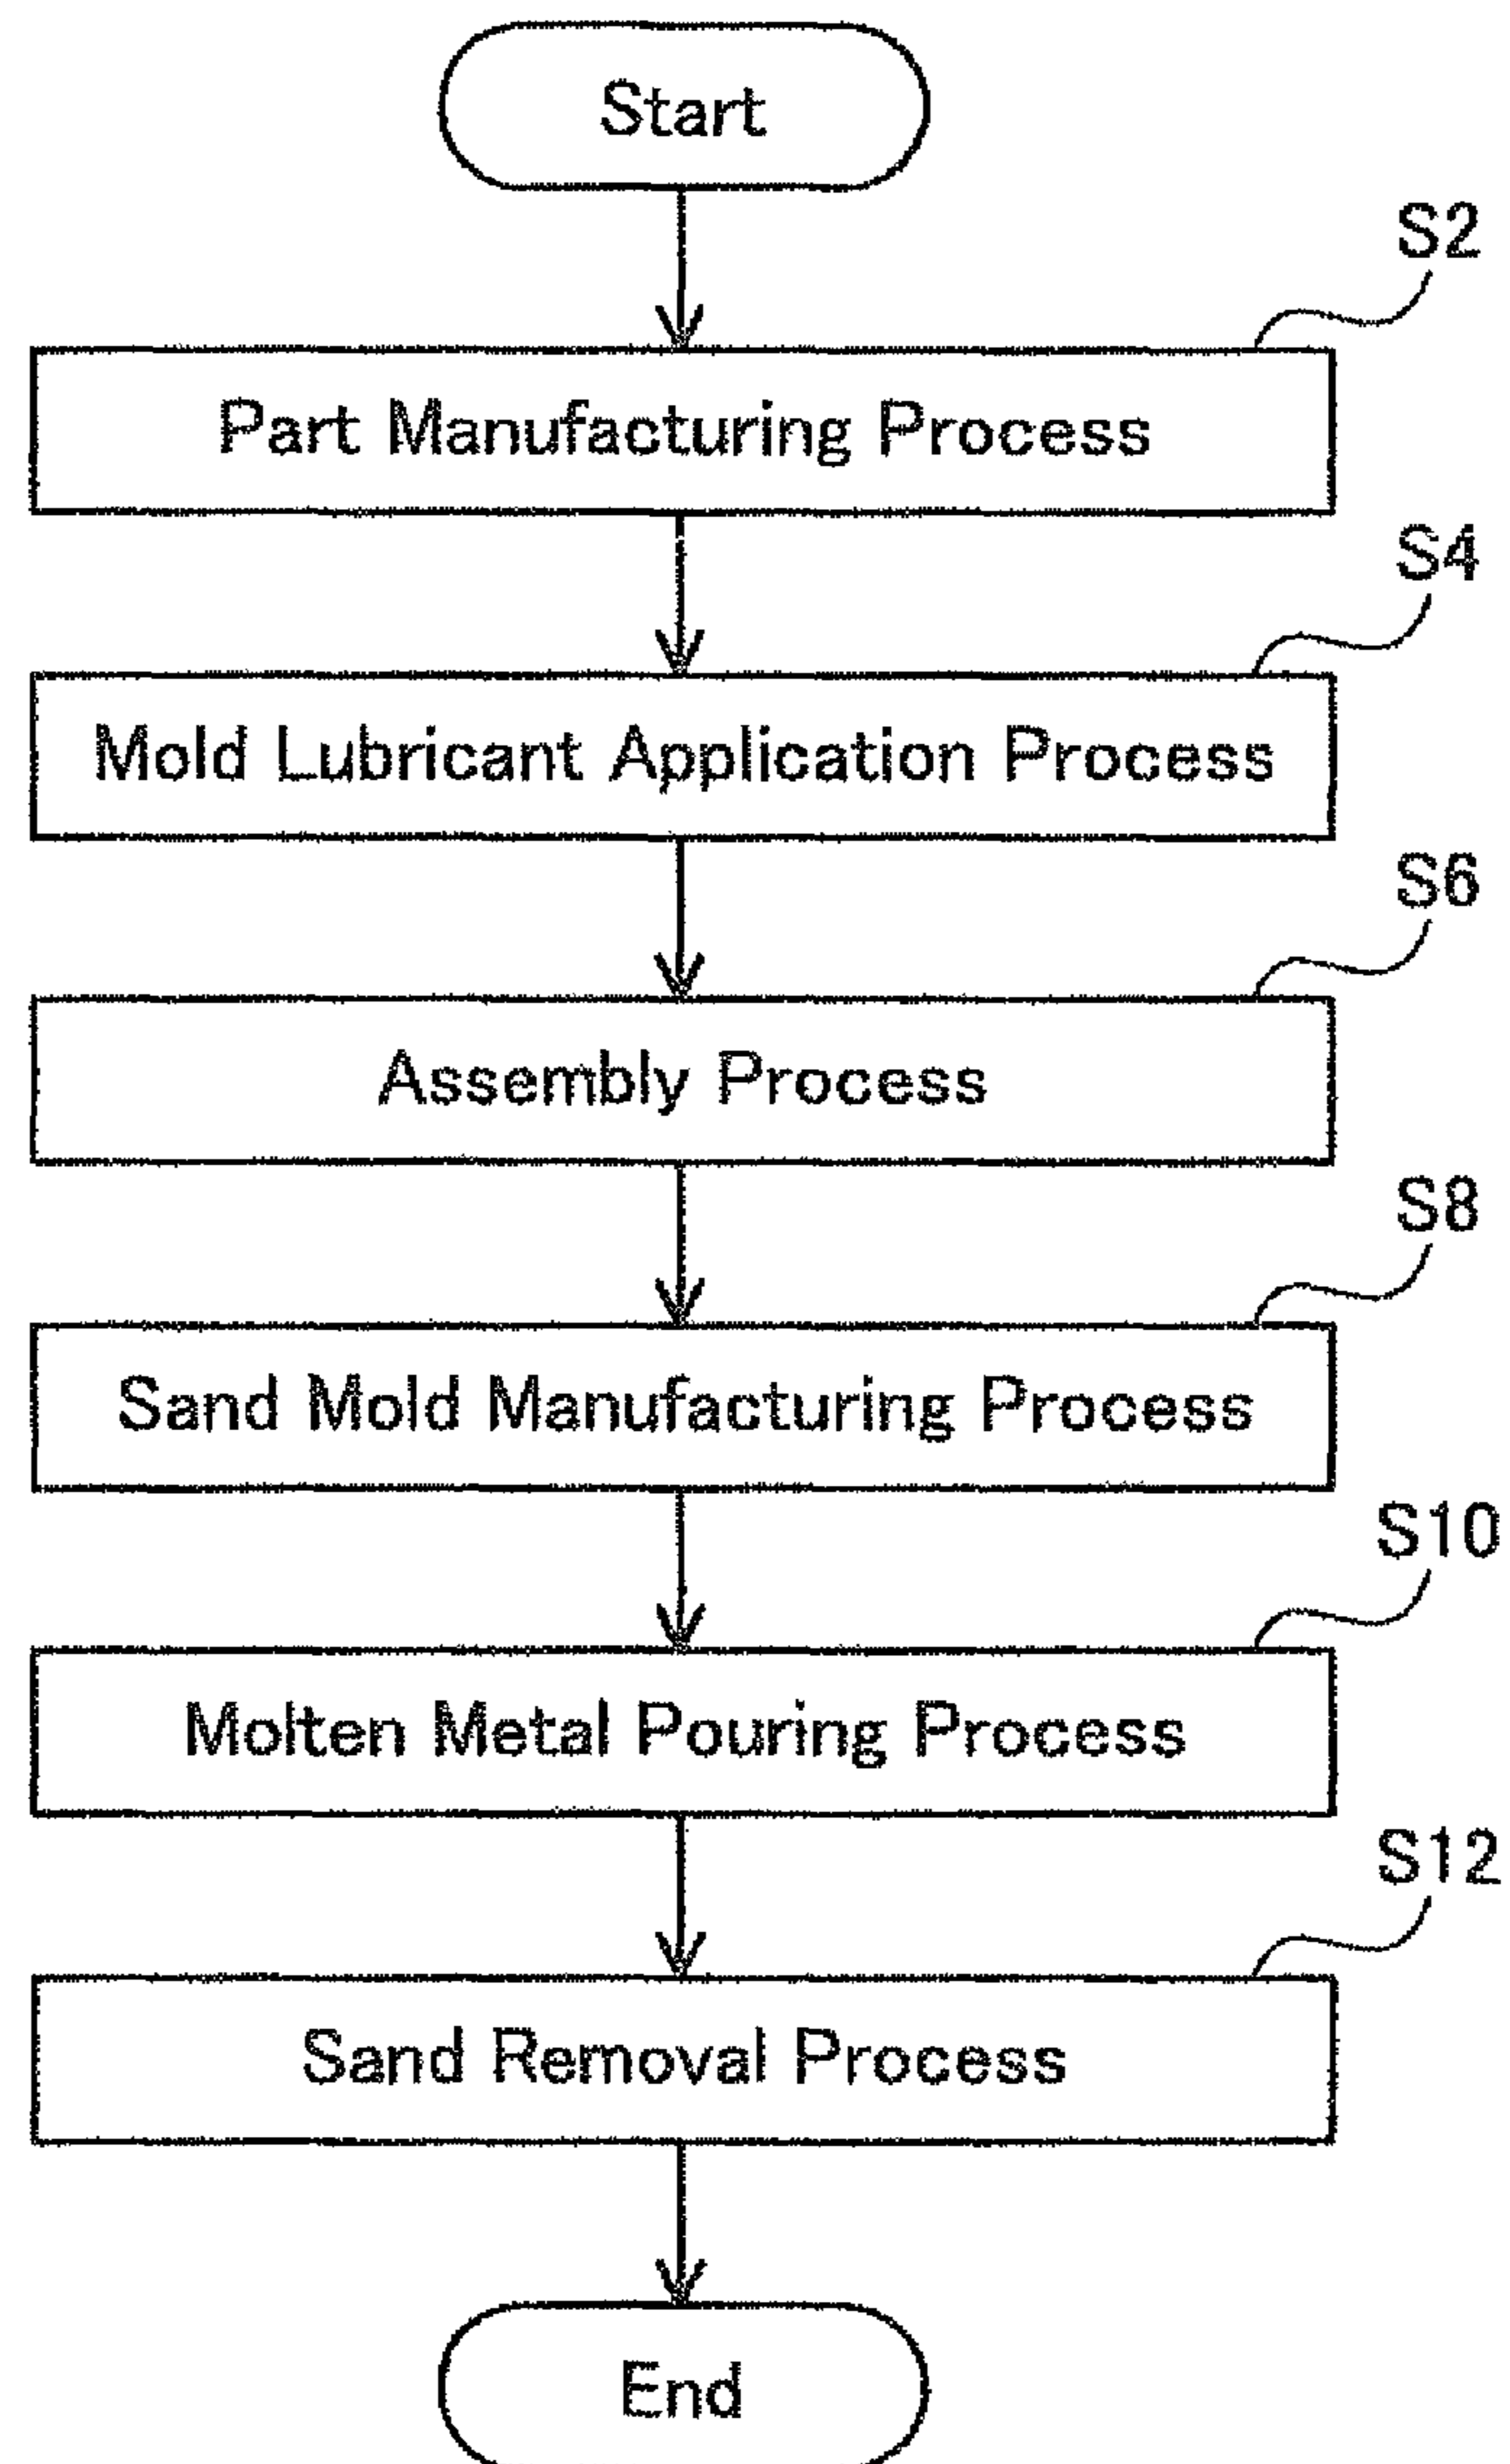 Start
S2
Part Manufacturing Process
S4
Mold Lubricant Application Process
S6
Assembly Process
S8
Sand Mold Manufacturing Process
S10
Molten Metal Pouring Process
S12
Sand Removal Process
End